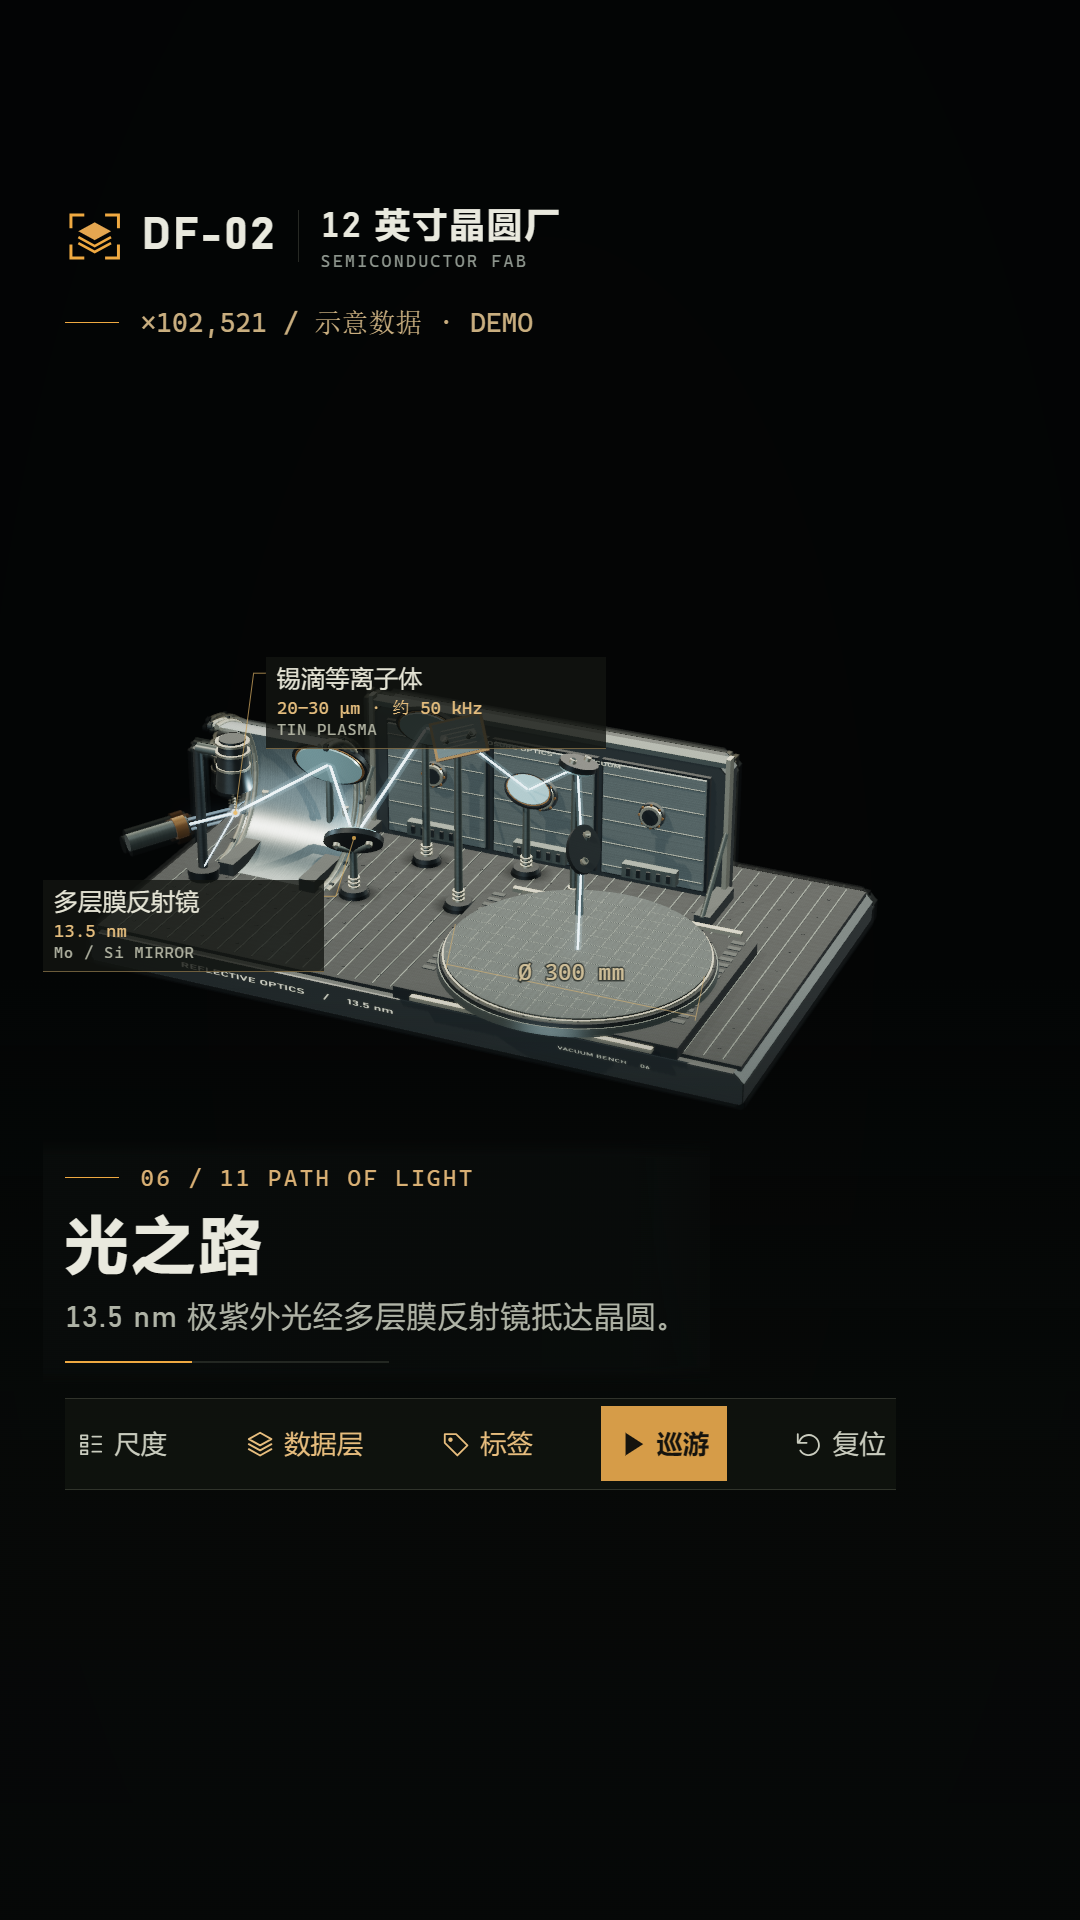 DF-02
12 英寸晶圆厂
SEMICONDUCTOR FAB
×102,521 / 示意数据 · DEMO
锡滴等离子体
20–30 μm · 约 50 kHz
TIN PLASMA
多层膜反射镜
13.5 nm
Mo / Si MIRROR
Ø 300 mm
REFLECTIVE OPTICS / 13.5 nm
VACUUM BENCH 06
06 / 11 PATH OF LIGHT
光之路
13.5 nm 极紫外光经多层膜反射镜抵达晶圆。
尺度
数据层
标签
巡游
复位